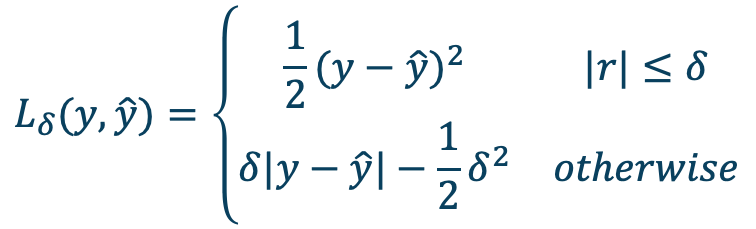 1/2 (y − ŷ)² |r| ≤ δ
L_δ(y, ŷ) = {
δ|y − ŷ| − 1/2 δ² otherwise